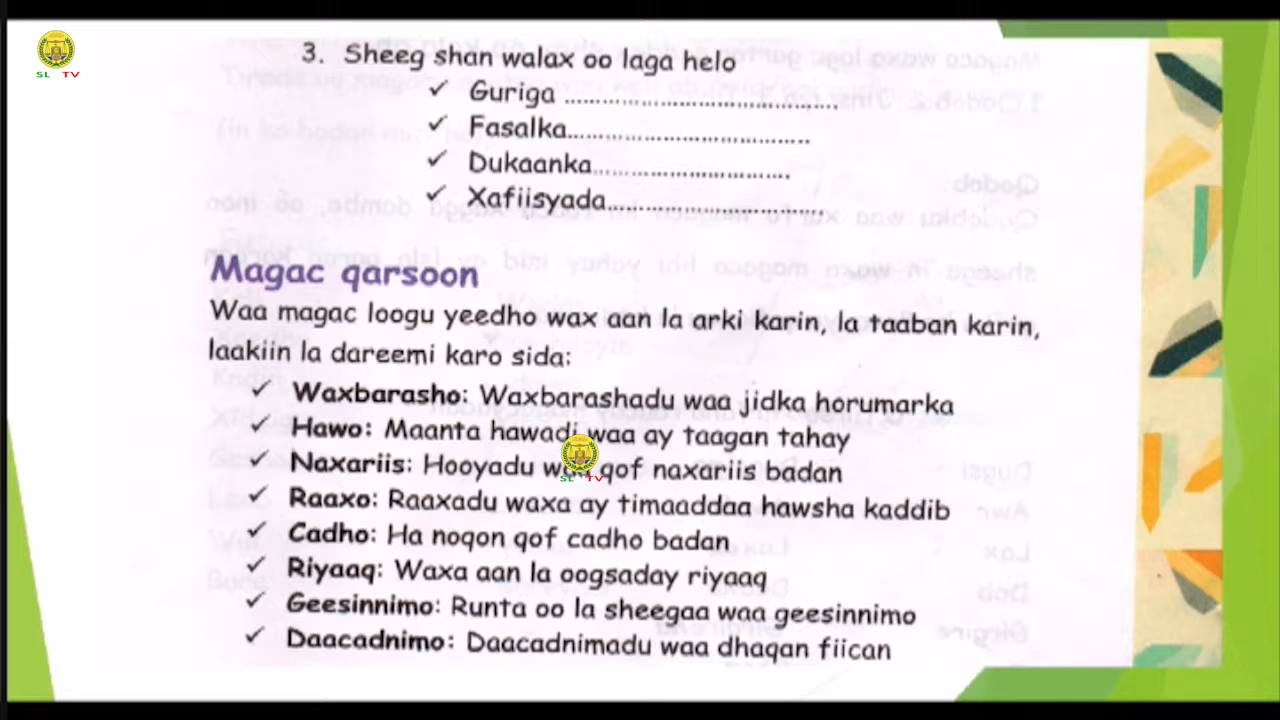 SL TV
3. Sheeg shan walax oo laga helo
✓ Guriga ................................................
✓ Fasalka............................................
✓ Dukaanka...................................
✓ Xafiisyada.......................................
Magac qarsoon
Waa magac loogu yeedho wax aan la arki karin, la taaban karin,
laakiin la dareemi karo sida:
✓ Waxbarasho: Waxbarashadu waa jidka horumarka
✓ Hawo: Maanta hawadi waa ay taagan tahay
✓ Naxariis: Hooyadu waa qof naxariis badan
SL TV
✓ Raaxo: Raaxadu waxa ay timaaddaa hawsha kaddib
✓ Cadho: Ha noqon qof cadho badan
✓ Riyaaq: Waxa aan la oogsaday riyaaq
✓ Geesinnimo: Runta oo la sheegaa waa geesinnimo
✓ Daacadnimo: Daacadnimadu waa dhaqan fiican